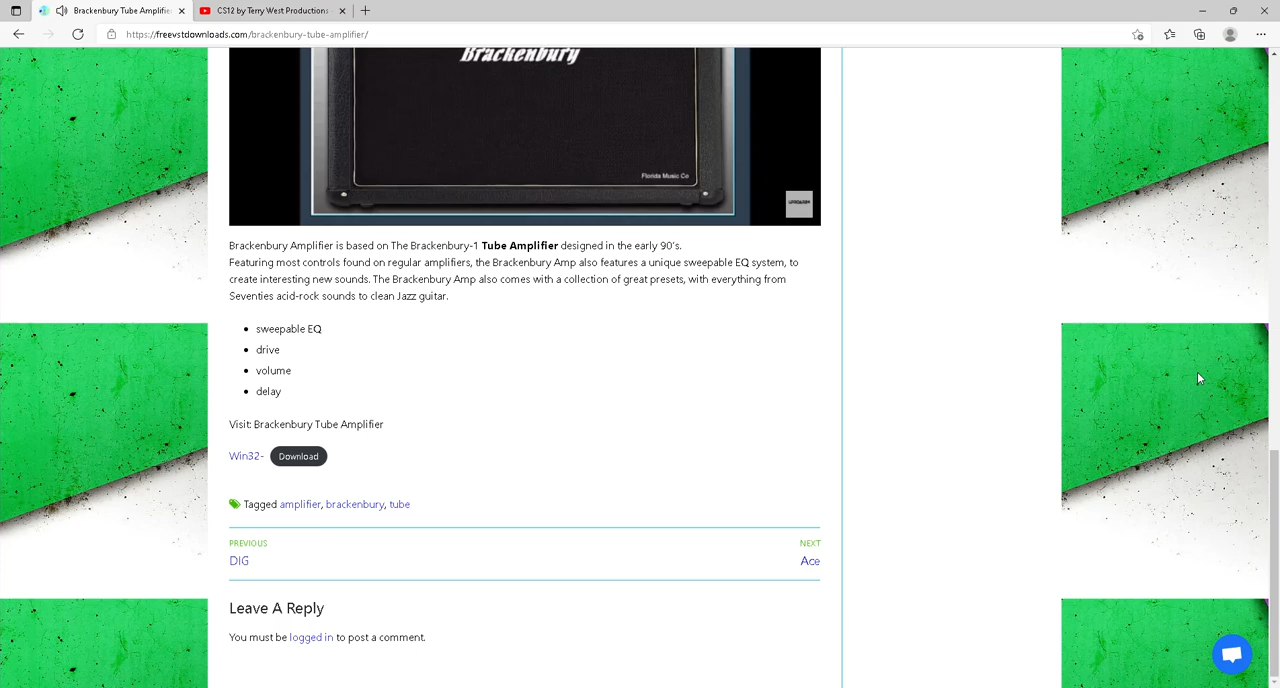 Brackenbury Tube Amplifie
CS12 by Terry West Productions -
https://freevstdownloads.com/brackenbury-tube-amplifier/
Brackenbury
Florida Music Co
Brackenbury Amplifier is based on The Brackenbury-1 Tube Amplifier designed in the early 90's.
Featuring most controls found on regular amplifiers, the Brackenbury Amp also features a unique sweepable EQ system, to
create interesting new sounds. The Brackenbury Amp also comes with a collection of great presets, with everything from
Seventies acid-rock sounds to clean Jazz guitar.
sweepable EQ
drive
volume
delay
Visit: Brackenbury Tube Amplifier
Win32- Download
Tagged amplifier, brackenbury, tube
PREVIOUS
DIG
NEXT
Ace
Leave A Reply
You must be logged in to post a comment.